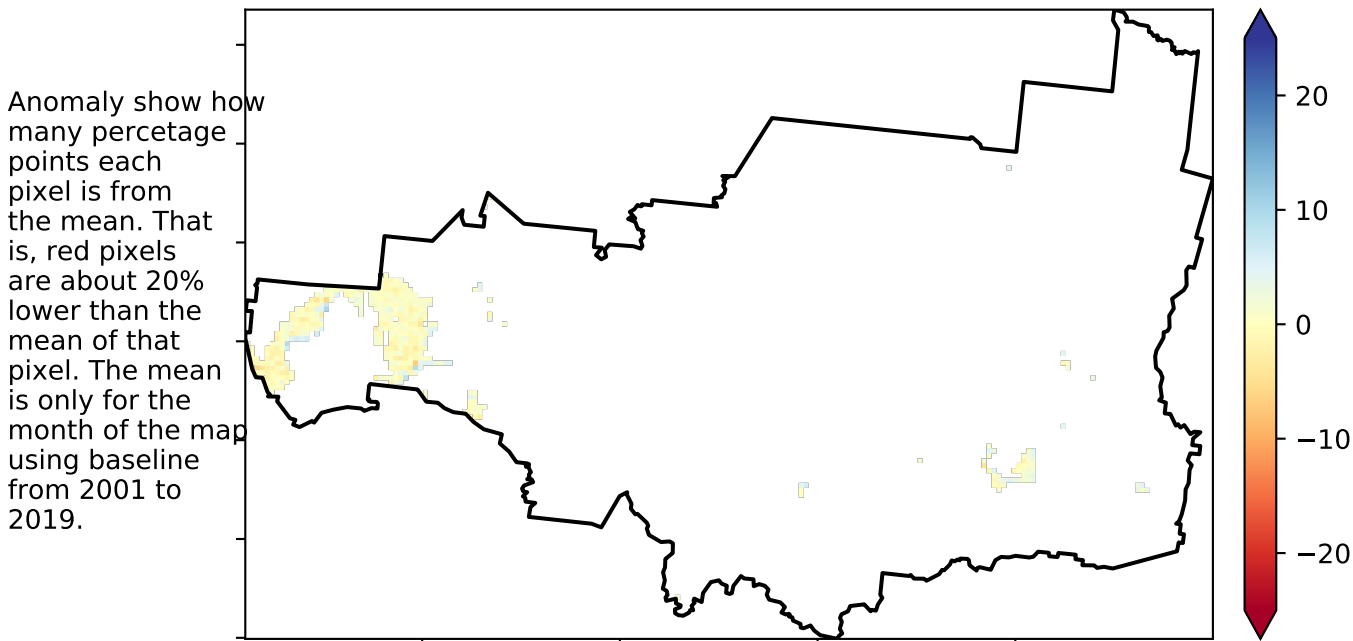 Anomaly show how
many percetage
points each
pixel is from
the mean. That
is, red pixels
are about 20%
lower than the
mean of that
pixel. The mean
is only for the
month of the map
using baseline
from 2001 to
2019.
20
10
0
−10
−20